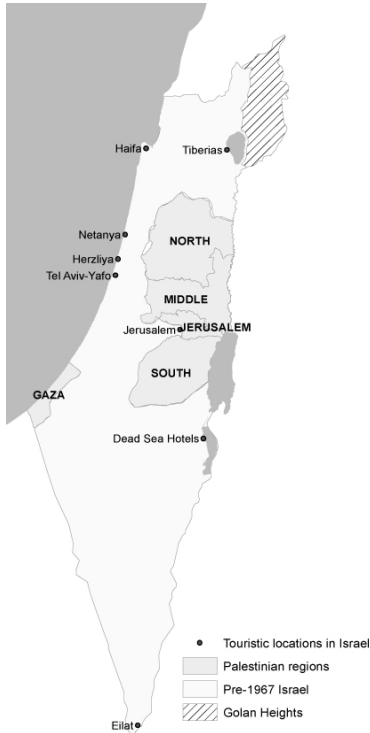 Haifa
Tiberias
Netanya
NORTH
Herzliya
Tel Aviv-Yafo
MIDDLE
Jerusalem
JERUSALEM
SOUTH
GAZA
Dead Sea Hotels
Touristic locations in Israel
Palestinian regions
Pre-1967 Israel
Golan Heights
Eilat